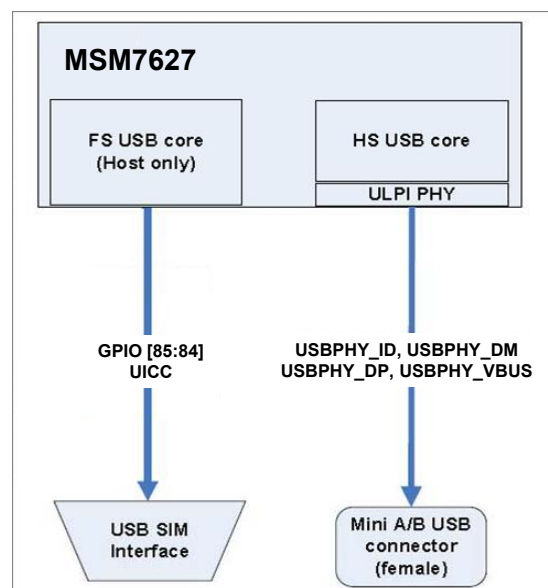 MSM7627
FS USB core
(Host only)
HS USB core
ULPI PHY
GPIO [85:84]
UICC
USBPHY_ID, USBPHY_DM
USBPHY_DP, USBPHY_VBUS
USB SIM
Interface
Mini A/B USB
connector
(female)